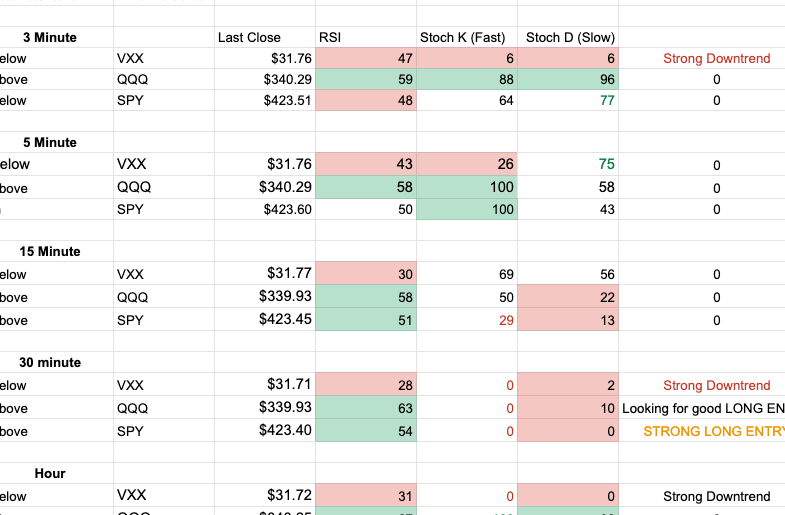 3 Minute Last Close RSI Stoch K (Fast) Stoch D (Slow)
elow VXX $31.76 47 6 6 Strong Downtrend
bove QQQ $340.29 59 88 96 0
elow SPY $423.51 48 64 77 0
5 Minute
elow VXX $31.76 43 26 75 0
bove QQQ $340.29 58 100 58 0
SPY $423.60 50 100 43 0
15 Minute
elow VXX $31.77 30 69 56 0
bove QQQ $339.93 58 50 22 0
bove SPY $423.45 51 29 13 0
30 minute
elow VXX $31.71 28 0 2 Strong Downtrend
bove QQQ $339.93 63 0 10 Looking for good LONG EN
bove SPY $423.40 54 0 0 STRONG LONG ENTRY
Hour
elow VXX $31.72 31 0 0 Strong Downtrend